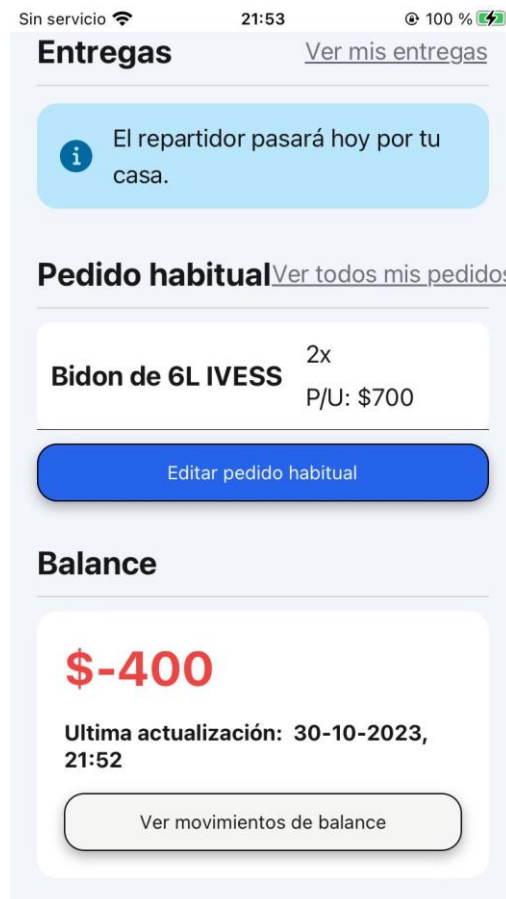 Sin servicio 21:53 100 %
Entregas Ver mis entregas
El repartidor pasará hoy por tu
casa.
Pedido habitual Ver todos mis pedidos
Bidon de 6L IVESS
2x
P/U: $700
Editar pedido habitual
Balance
$-400
Ultima actualización: 30-10-2023,
21:52
Ver movimientos de balance